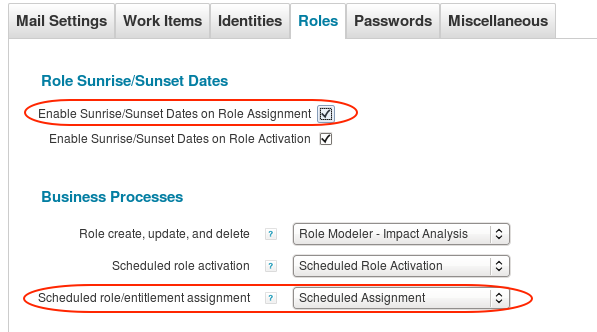 Mail Settings Work Items Identities Roles Passwords Miscellaneous
Role Sunrise/Sunset Dates
Enable Sunrise/Sunset Dates on Role Assignment
Enable Sunrise/Sunset Dates on Role Activation
Business Processes
Role create, update, and delete ? Role Modeler - Impact Analysis
Scheduled role activation ? Scheduled Role Activation
Scheduled role/entitlement assignment ? Scheduled Assignment